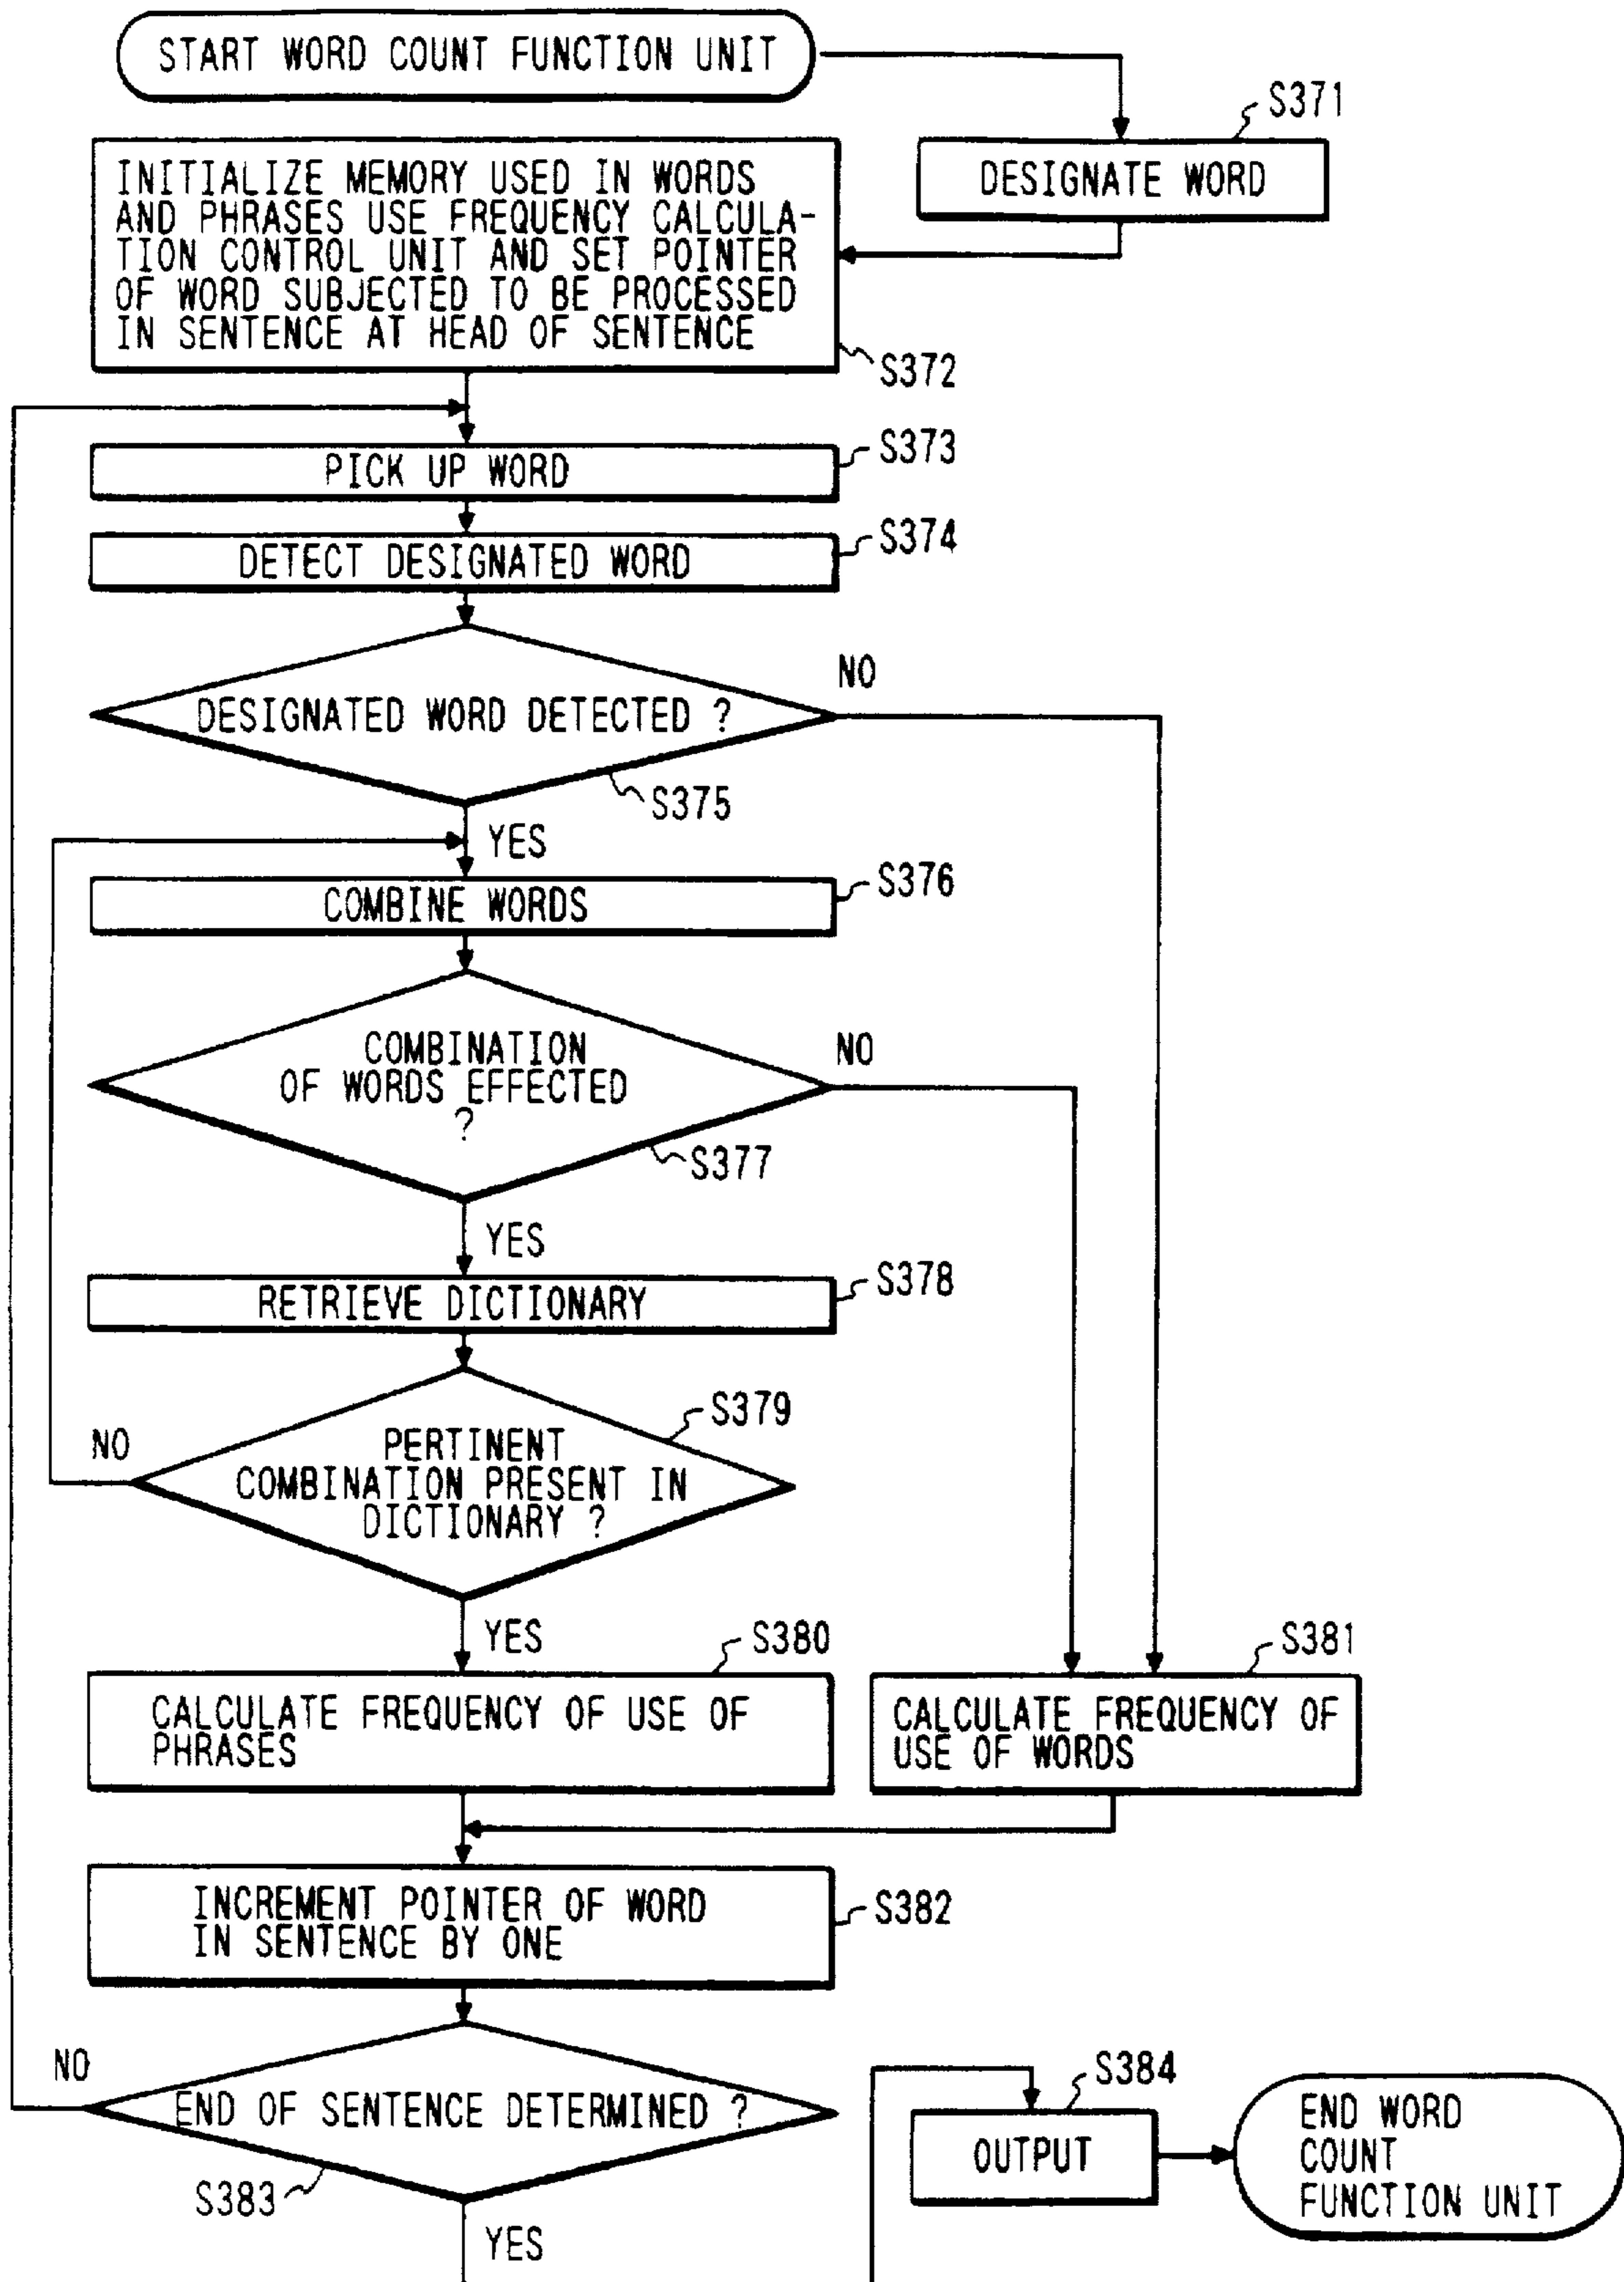 START WORD COUNT FUNCTION UNIT
S371
DESIGNATE WORD
INITIALIZE MEMORY USED IN WORDS
AND PHRASES USE FREQUENCY CALCULA-
TION CONTROL UNIT AND SET POINTER
OF WORD SUBJECTED TO BE PROCESSED
IN SENTENCE AT HEAD OF SENTENCE
S372
S373
PICK UP WORD
S374
DETECT DESIGNATED WORD
NO
DESIGNATED WORD DETECTED ?
S375
YES
S376
COMBINE WORDS
COMBINATION
OF WORDS EFFECTED
?
NO
S377
YES
S378
RETRIEVE DICTIONARY
S379
NO
PERTINENT
COMBINATION PRESENT IN
DICTIONARY ?
YES
S380
S381
CALCULATE FREQUENCY OF USE OF
PHRASES
CALCULATE FREQUENCY OF
USE OF WORDS
INCREMENT POINTER OF WORD
IN SENTENCE BY ONE
S382
NO
END OF SENTENCE DETERMINED ?
S383
YES
S384
OUTPUT
END WORD
COUNT
FUNCTION UNIT